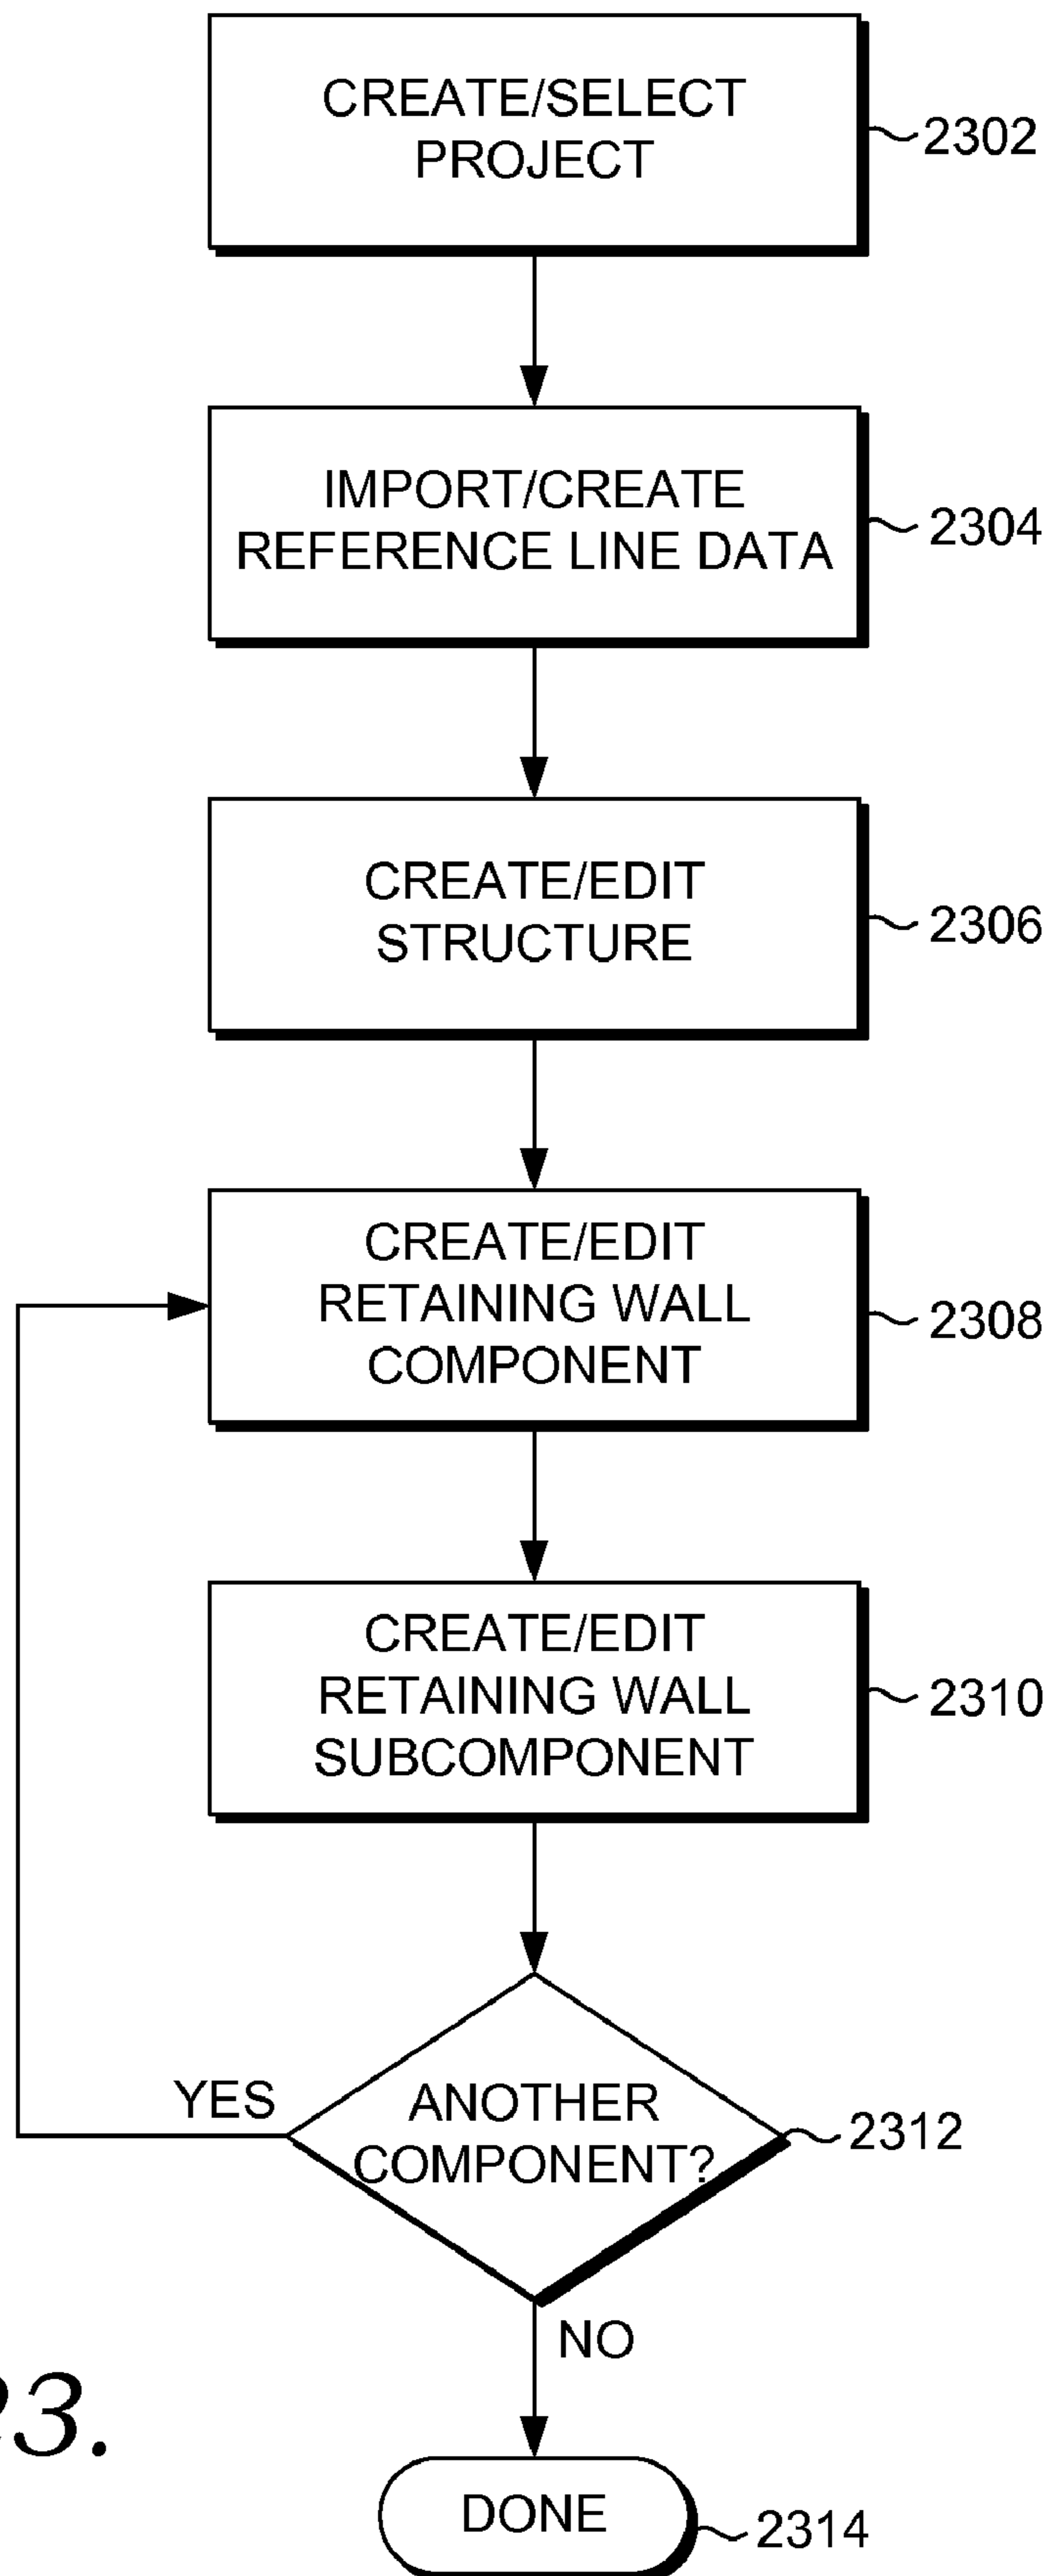 CREATE/SELECT
PROJECT
2302
IMPORT/CREATE
REFERENCE LINE DATA
2304
CREATE/EDIT
STRUCTURE
2306
CREATE/EDIT
RETAINING WALL
COMPONENT
2308
CREATE/EDIT
RETAINING WALL
SUBCOMPONENT
2310
YES
ANOTHER
COMPONENT?
2312
NO
23.
DONE
2314